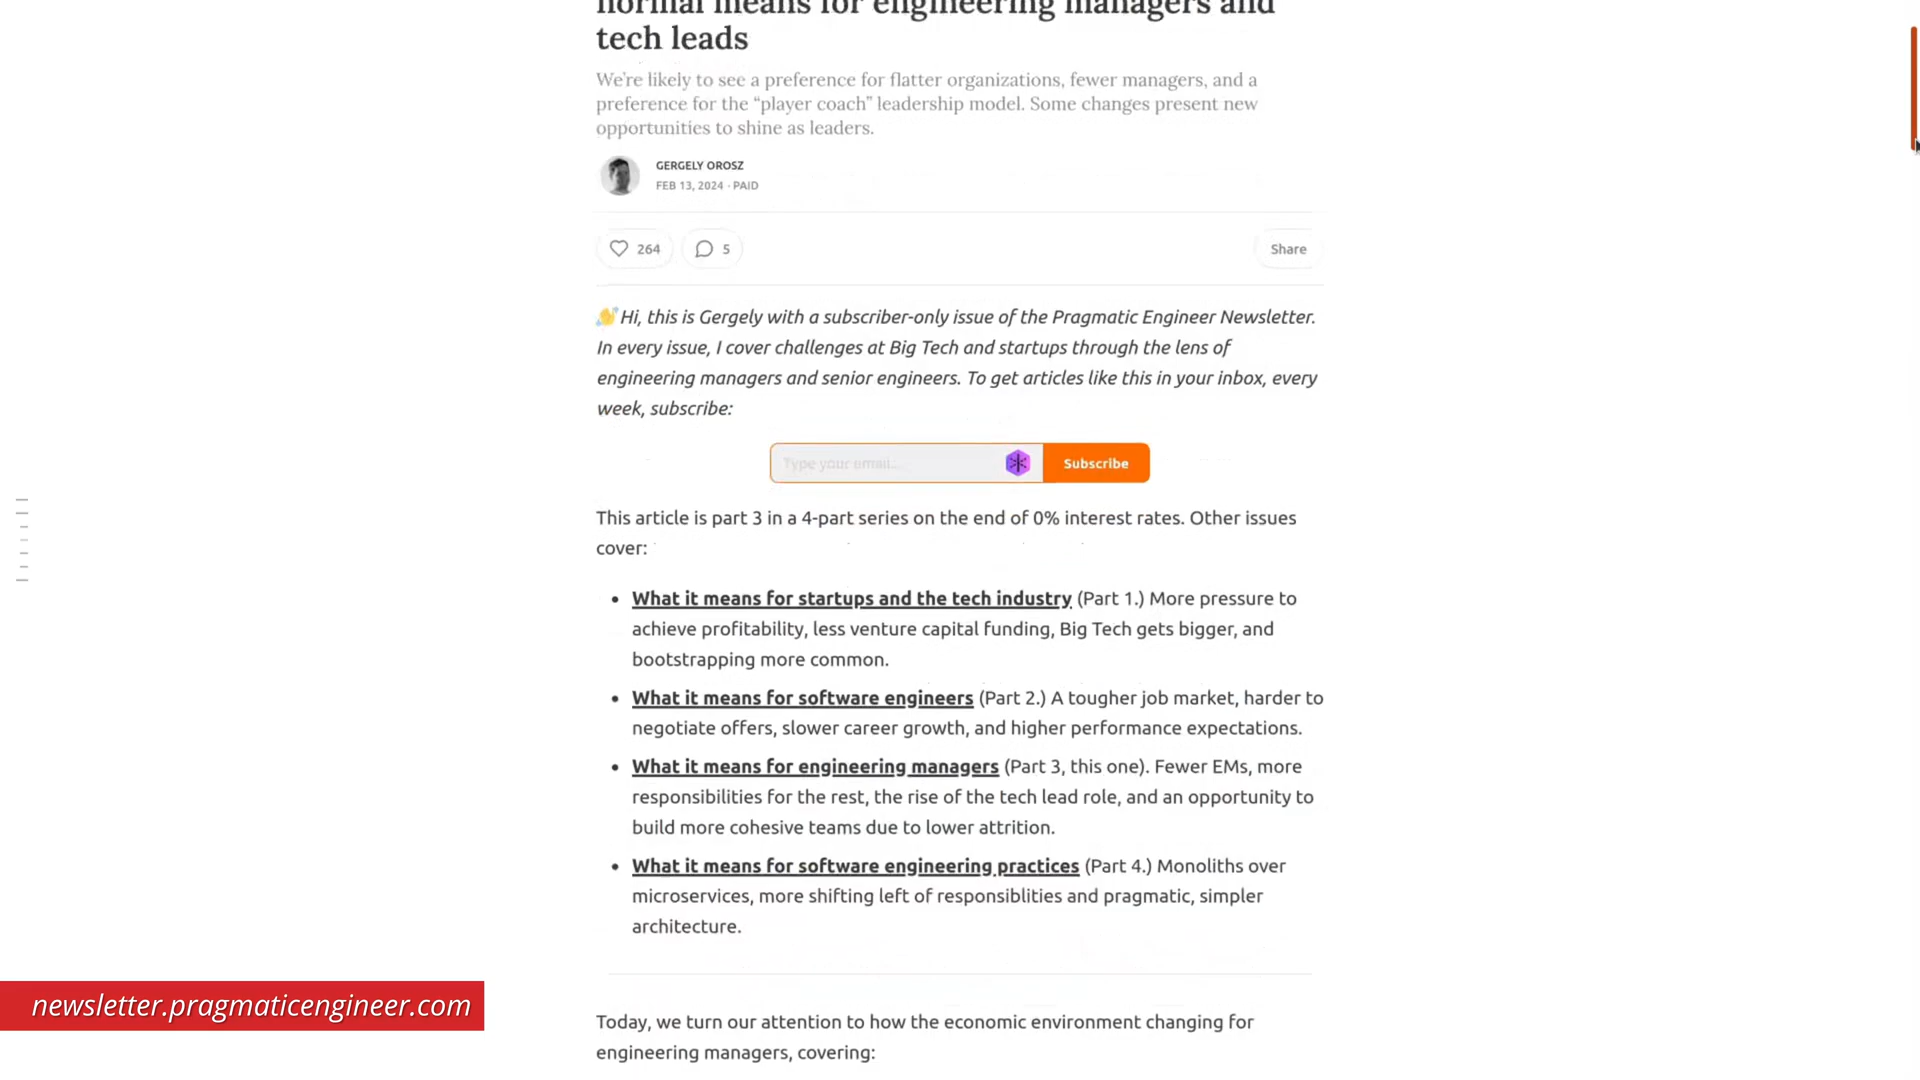 normal means for engineering managers and
tech leads
We're likely to see a preference for flatter organizations, fewer managers, and a
preference for the “player coach” leadership model. Some changes present new
opportunities to shine as leaders.
GERGELY OROSZ
FEB 13, 2024 · PAID
264
5
Share
👋 Hi, this is Gergely with a subscriber-only issue of the Pragmatic Engineer Newsletter.
In every issue, I cover challenges at Big Tech and startups through the lens of
engineering managers and senior engineers. To get articles like this in your inbox, every
week, subscribe:
Type your email...
Subscribe
This article is part 3 in a 4-part series on the end of 0% interest rates. Other issues
cover:
• What it means for startups and the tech industry (Part 1.) More pressure to
achieve profitability, less venture capital funding, Big Tech gets bigger, and
bootstrapping more common.
• What it means for software engineers (Part 2.) A tougher job market, harder to
negotiate offers, slower career growth, and higher performance expectations.
• What it means for engineering managers (Part 3, this one). Fewer EMs, more
responsibilities for the rest, the rise of the tech lead role, and an opportunity to
build more cohesive teams due to lower attrition.
• What it means for software engineering practices (Part 4.) Monoliths over
microservices, more shifting left of responsiblities and pragmatic, simpler
architecture.
newsletter.pragmaticengineer.com
Today, we turn our attention to how the economic environment changing for
engineering managers, covering: